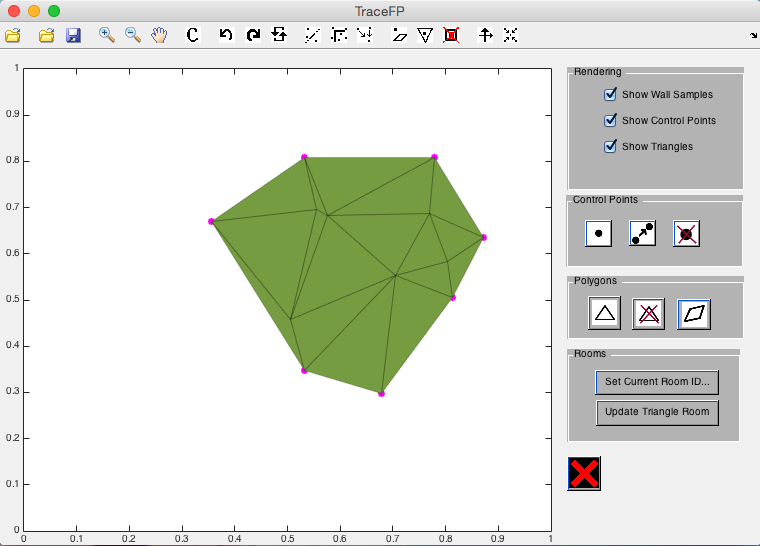 TraceFP
C
Rendering
Show Wall Samples
Show Control Points
Show Triangles
Control Points
Polygons
Rooms
Set Current Room ID...
Update Triangle Room
1
0.9
0.8
0.7
0.6
0.5
0.4
0.3
0.2
0.1
0
0 0.1 0.2 0.3 0.4 0.5 0.6 0.7 0.8 0.9 1